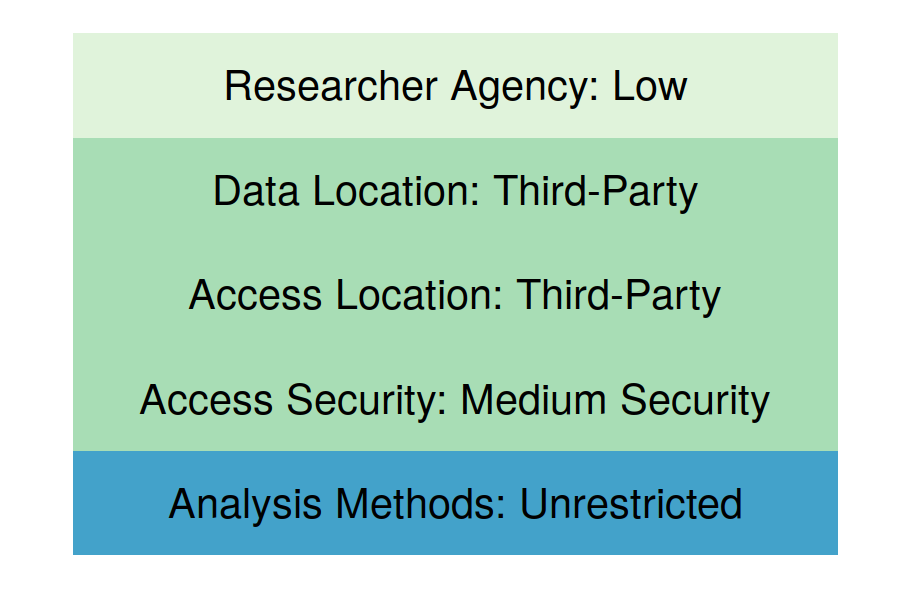 Researcher Agency: Low
Data Location: Third-Party
Access Location: Third-Party
Access Security: Medium Security
Analysis Methods: Unrestricted